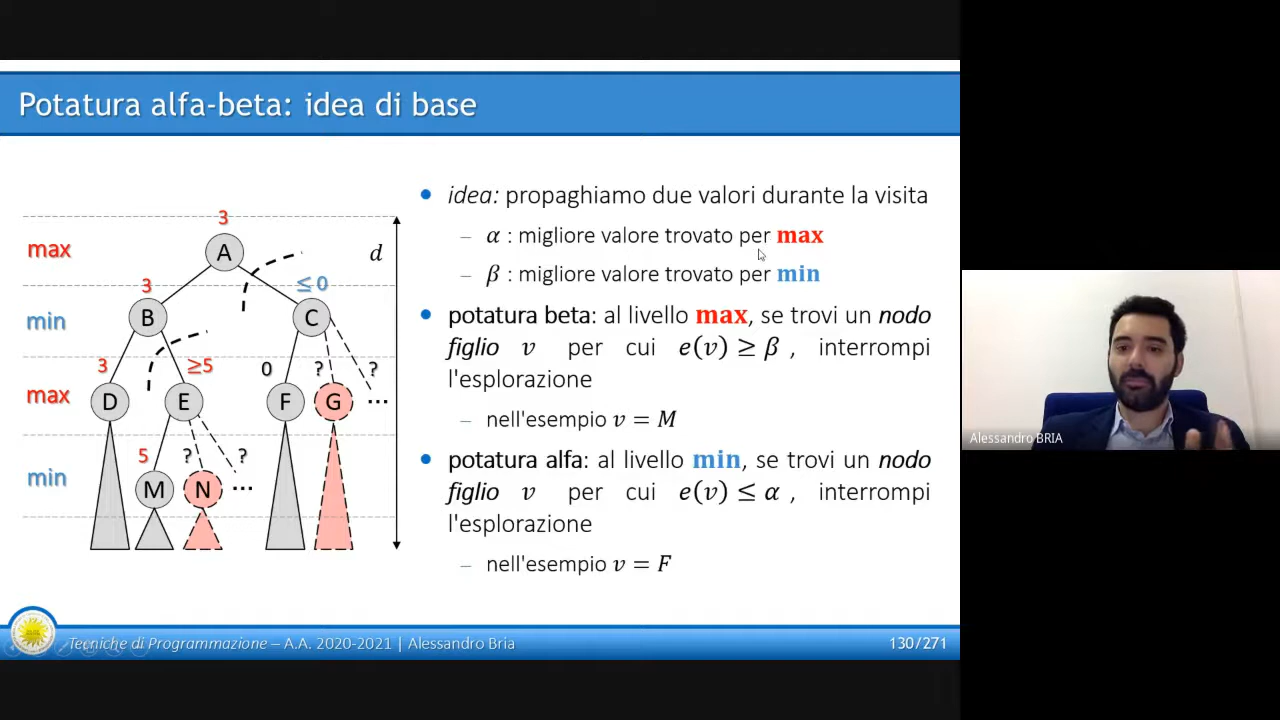 Potatura alfa-beta: idea di base
3
max
A
d
3
≤ 0
min
B
C
3
≥5
0
?
?
max
D
E
F
G
...
5
?
?
min
M
N
...
idea: propaghiamo due valori durante la visita
– α : migliore valore trovato per max
– β : migliore valore trovato per min
potatura beta: al livello max, se trovi un nodo
figlio v per cui e(v) ≥ β , interrompi
l'esplorazione
– nell'esempio v = M
potatura alfa: al livello min, se trovi un nodo
figlio v per cui e(v) ≤ α , interrompi
l'esplorazione
– nell'esempio v = F
Tecniche di Programmazione – A.A. 2020-2021 | Alessandro Bria
130/271
Alessandro BRIA